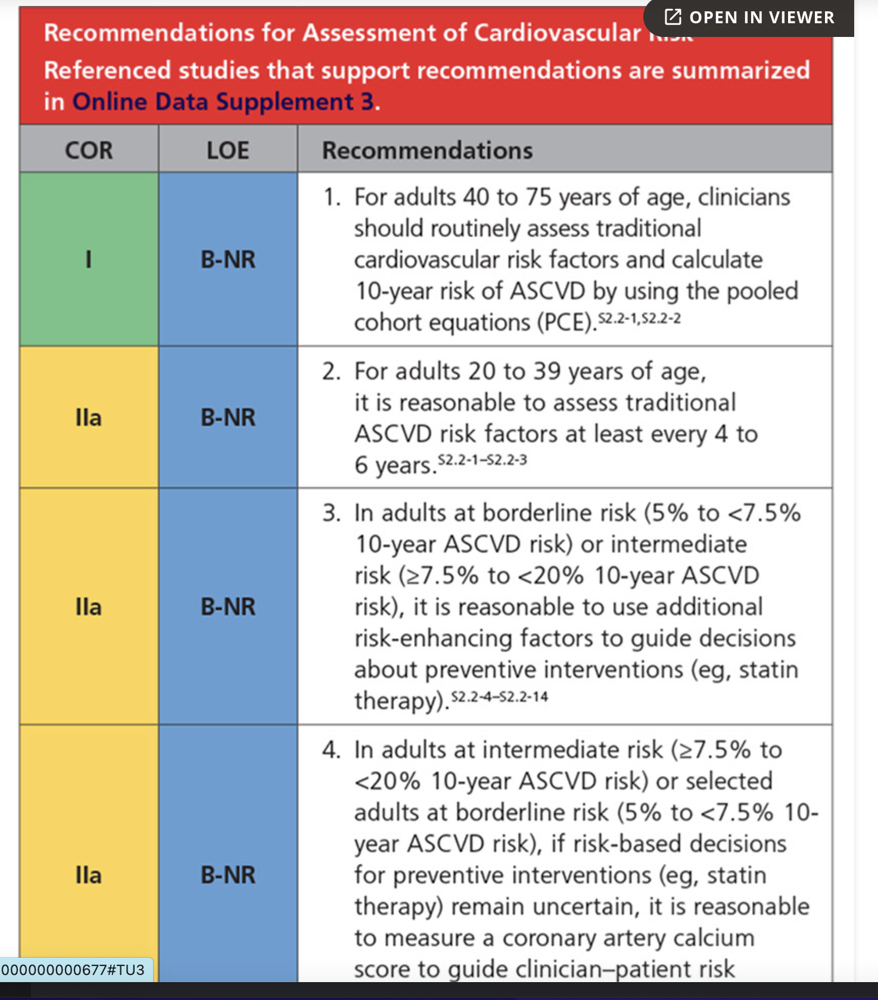 OPEN IN VIEWER
Recommendations for Assessment of Cardiovascular
Referenced studies that support recommendations are summarized
in Online Data Supplement 3.
COR LOE Recommendations
I B-NR
1. For adults 40 to 75 years of age, clinicians
should routinely assess traditional
cardiovascular risk factors and calculate
10-year risk of ASCVD by using the pooled
cohort equations (PCE).S2.2-1,S2.2-2
IIa B-NR
2. For adults 20 to 39 years of age,
it is reasonable to assess traditional
ASCVD risk factors at least every 4 to
6 years.S2.2-1–S2.2-3
IIa B-NR
3. In adults at borderline risk (5% to <7.5%
10-year ASCVD risk) or intermediate
risk (≥7.5% to <20% 10-year ASCVD
risk), it is reasonable to use additional
risk-enhancing factors to guide decisions
about preventive interventions (eg, statin
therapy).S2.2-4–S2.2-14
IIa B-NR
4. In adults at intermediate risk (≥7.5% to
<20% 10-year ASCVD risk) or selected
adults at borderline risk (5% to <7.5% 10-
year ASCVD risk), if risk-based decisions
for preventive interventions (eg, statin
therapy) remain uncertain, it is reasonable
to measure a coronary artery calcium
score to guide clinician–patient risk
000000000677#TU3